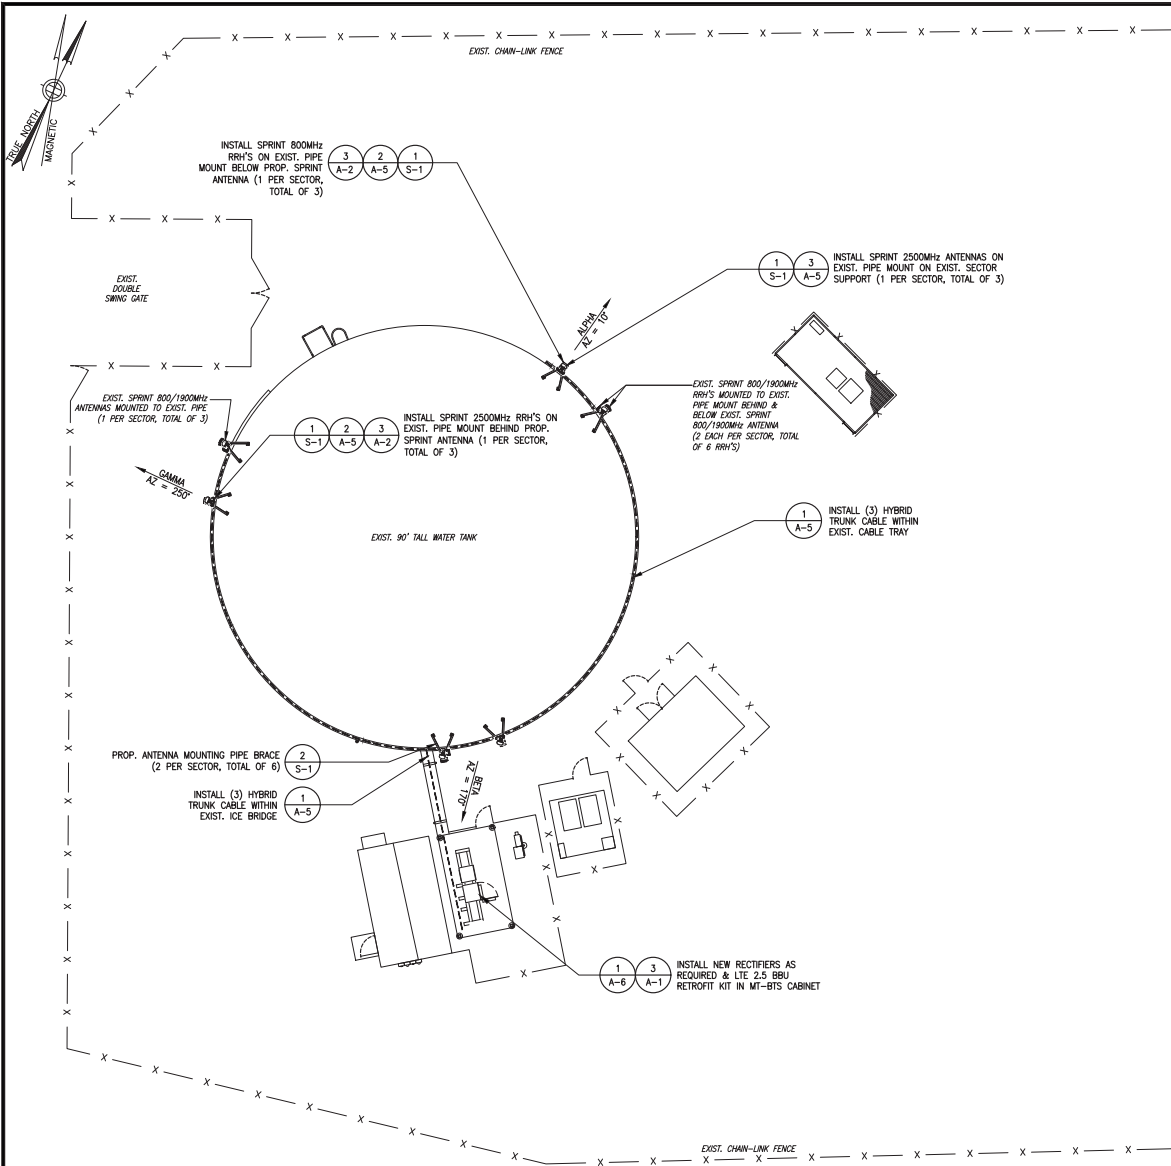 EXIST. CHAIN-LINK FENCE
TRUE NORTH
MAGNETIC
INSTALL SPRINT 800MHz
RRH'S ON EXIST. PIPE
MOUNT BELOW PROP. SPRINT
ANTENNA (1 PER SECTOR,
TOTAL OF 3)
3
A-2
2
A-5
1
S-1
1
S-1
3
A-5
INSTALL SPRINT 2500MHz ANTENNAS ON
EXIST. PIPE MOUNT ON EXIST. SECTOR
SUPPORT (1 PER SECTOR, TOTAL OF 3)
EXIST.
DOUBLE
SWING GATE
ALPHA
AZ = 10°
EXIST. SPRINT 800/1900MHz
ANTENNAS MOUNTED TO EXIST. PIPE
(1 PER SECTOR, TOTAL OF 3)
EXIST. SPRINT 800/1900MHz
RRH'S MOUNTED TO EXIST.
PIPE MOUNT BEHIND &
BELOW EXIST. SPRINT
800/1900MHz ANTENNA
(2 EACH PER SECTOR, TOTAL
OF 6 RRH'S)
1
S-1
2
A-5
3
A-2
INSTALL SPRINT 2500MHz RRH'S ON
EXIST. PIPE MOUNT BEHIND PROP.
SPRINT ANTENNA (1 PER SECTOR,
TOTAL OF 3)
GAMMA
AZ = 250°
EXIST. 90' TALL WATER TANK
1
A-5
INSTALL (3) HYBRID
TRUNK CABLE WITHIN
EXIST. CABLE TRAY
PROP. ANTENNA MOUNTING PIPE BRACE
(2 PER SECTOR, TOTAL OF 6)
2
S-1
BETA
AZ = 170°
INSTALL (3) HYBRID
TRUNK CABLE WITHIN
EXIST. ICE BRIDGE
1
A-5
1
A-6
3
A-1
INSTALL NEW RECTIFIERS AS
REQUIRED & LTE 2.5 BBU
RETROFIT KIT IN MT-BTS CABINET
EXIST. CHAIN-LINK FENCE